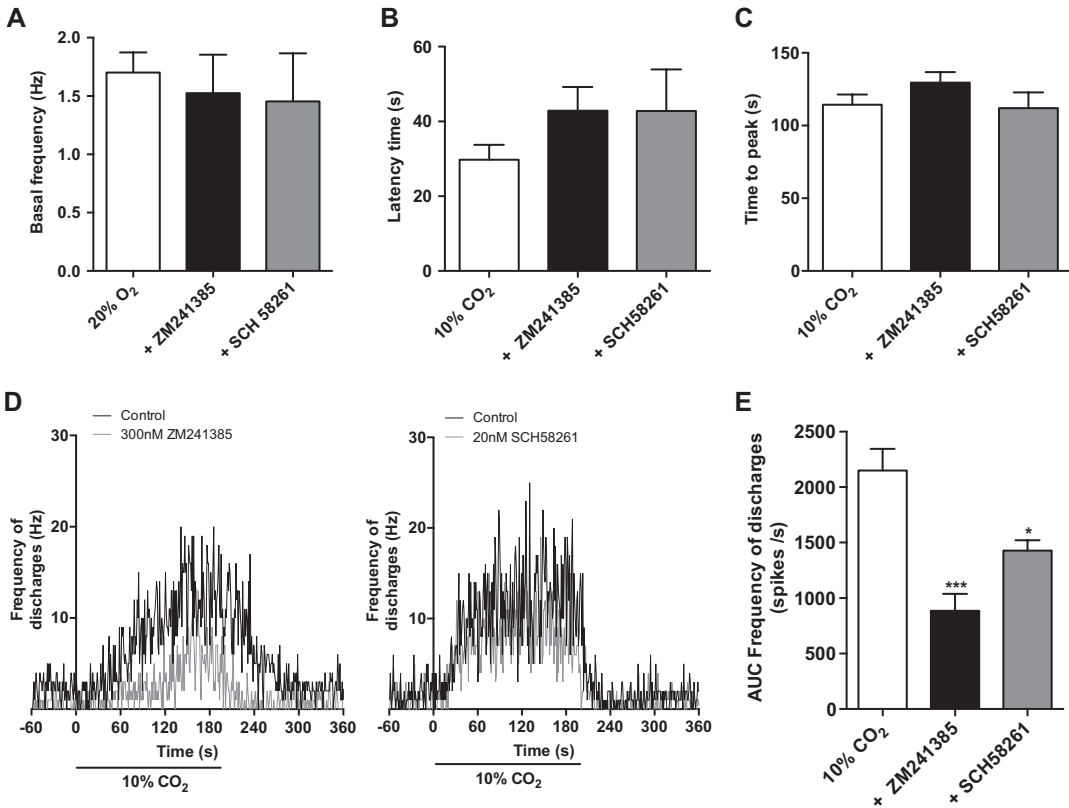 A
Basal frequency (Hz)
2.0
1.5
1.0
0.5
0.0
20% O2
+ ZM241385
+ SCH 58261
B
Latency time (s)
60
40
20
0
10% CO2
+ ZM241385
+ SCH58261
C
Time to peak (s)
150
100
50
0
10% CO2
+ ZM241385
+ SCH58261
D
Control
300nM ZM241385
Frequency of
discharges (Hz)
30
20
10
-60 0 60 120 180 240 300 360
Time (s)
10% CO2
Control
20nM SCH58261
Frequency of
discharges (Hz)
30
20
10
-60 0 60 120 180 240 300 360
Time (s)
10% CO2
E
AUC Frequency of discharges
(spikes /s)
2500
2000
1500
1000
500
0
***
*
10% CO2
+ ZM241385
+ SCH58261